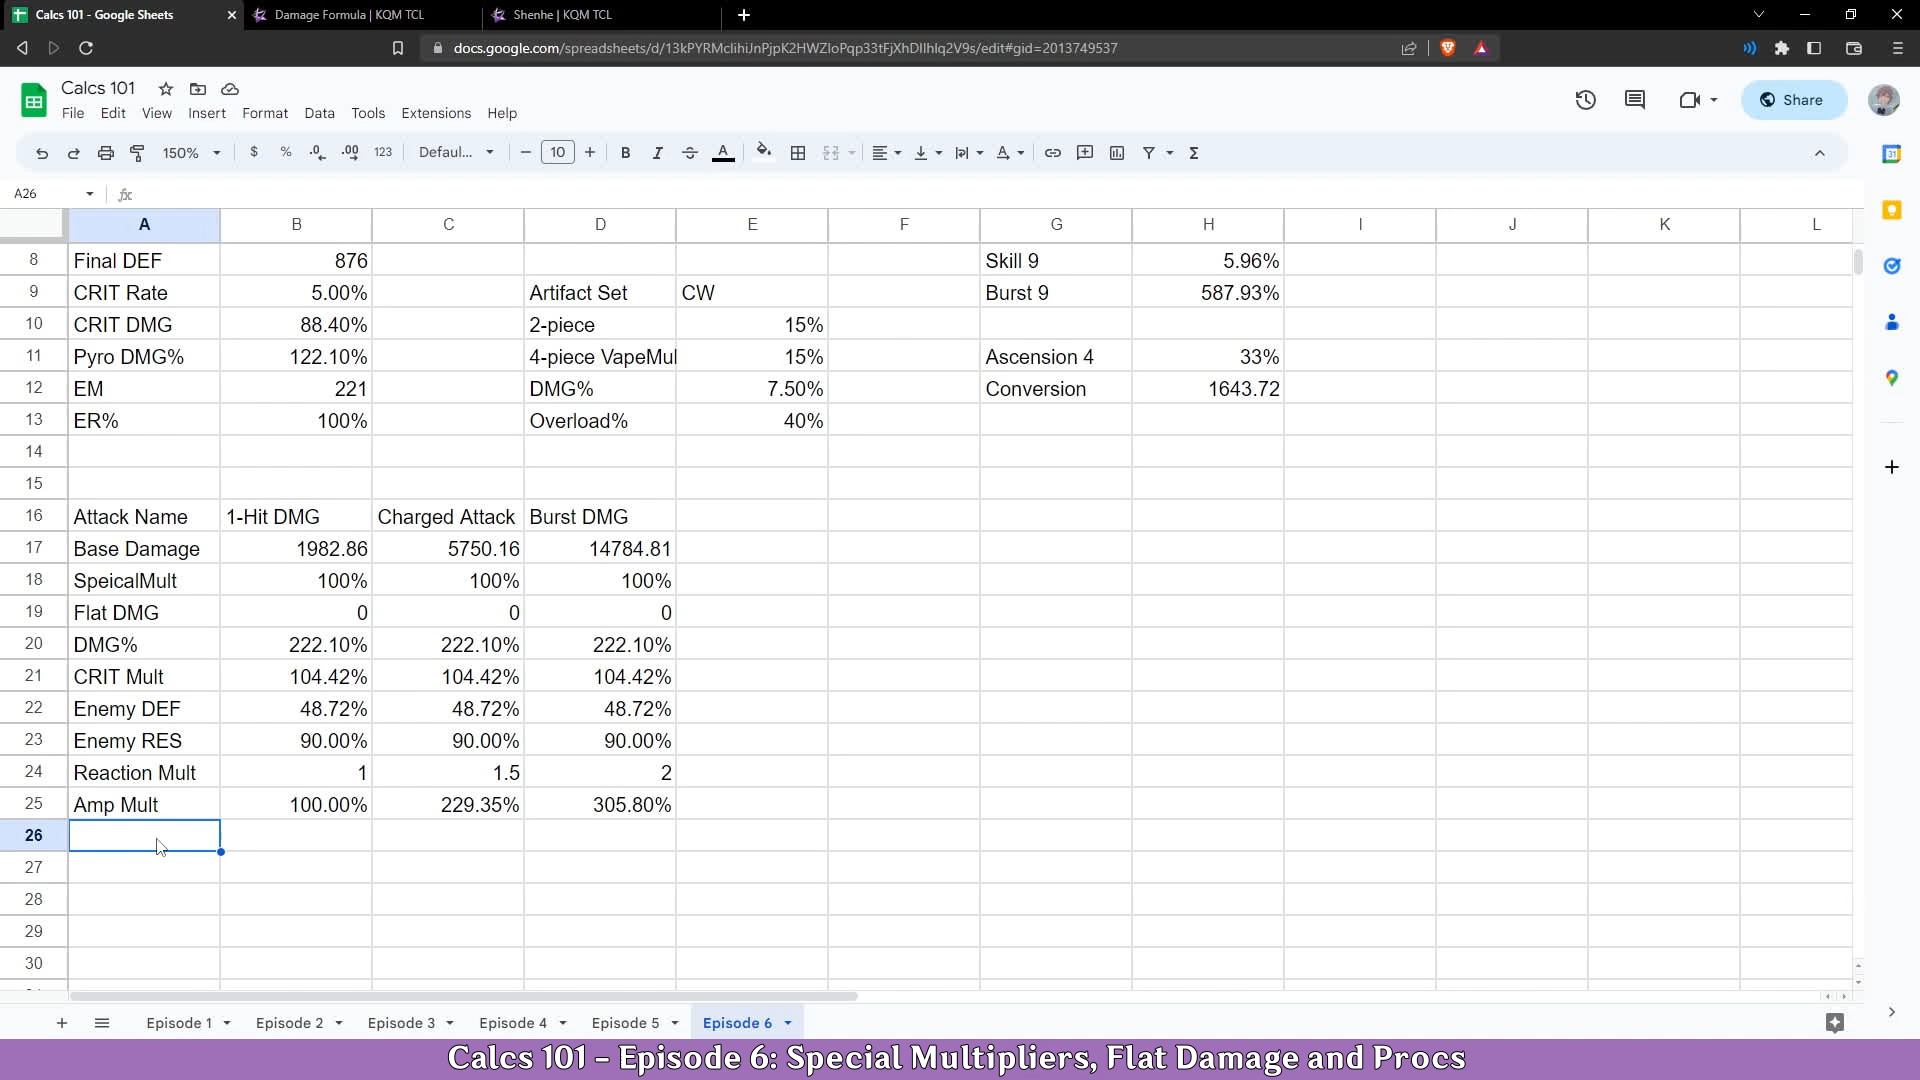 Calcs 101 - Google Sheets
Damage Formula | KQM TCL
Shenhe | KQM TCL
Calcs 101
File Edit View Insert Format Data Tools Extensions Help
Share
150% $ % .0 .00 123 Defaul... 10 B I A
A26 fx
A B C D E F G H I J K L
8 Final DEF 876 Skill 9 5.96%
9 CRIT Rate 5.00% Artifact Set CW Burst 9 587.93%
10 CRIT DMG 88.40% 2-piece 15%
11 Pyro DMG% 122.10% 4-piece VapeMul 15% Ascension 4 33%
12 EM 221 DMG% 7.50% Conversion 1643.72
13 ER% 100% Overload% 40%
14
15
16 Attack Name 1-Hit DMG Charged Attack Burst DMG
17 Base Damage 1982.86 5750.16 14784.81
18 SpeicalMult 100% 100% 100%
19 Flat DMG 0 0 0
20 DMG% 222.10% 222.10% 222.10%
21 CRIT Mult 104.42% 104.42% 104.42%
22 Enemy DEF 48.72% 48.72% 48.72%
23 Enemy RES 90.00% 90.00% 90.00%
24 Reaction Mult 1 1.5 2
25 Amp Mult 100.00% 229.35% 305.80%
26
27
28
29
30
Episode 1 Episode 2 Episode 3 Episode 4 Episode 5 Episode 6
Calcs 101 - Episode 6: Special Multipliers, Flat Damage and Procs